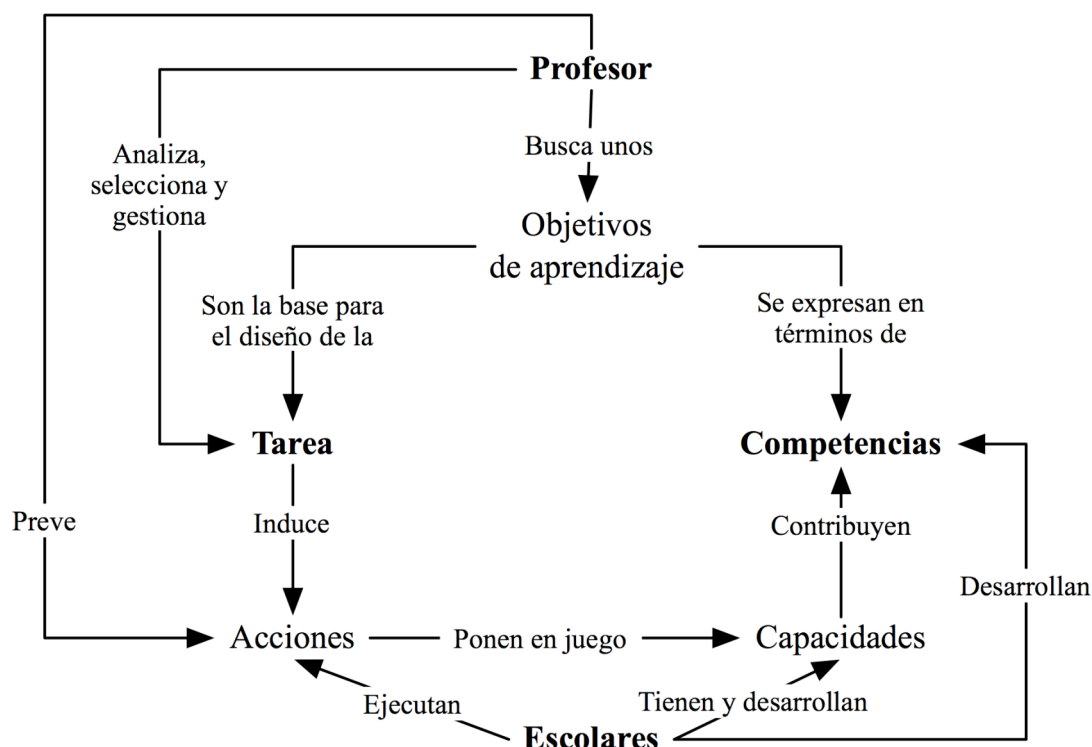 Profesor
Analiza,
selecciona y
gestiona
Busca unos
Objetivos
de aprendizaje
Son la base para
el diseño de la
Se expresan en
términos de
Tarea
Competencias
Preve
Induce
Contribuyen
Desarrollan
Acciones
Ponen en juego
Capacidades
Ejecutan
Tienen y desarrollan
Escolares